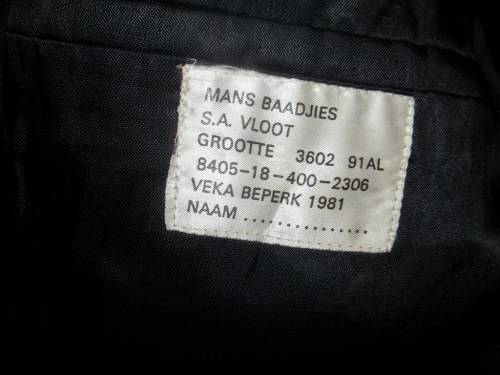 MANS BAADJIES
S.A. VLOOT
GROOTTE 3602 91AL
8405-18-400-2306
VEKA BEPERK 1981
NAAM ...............